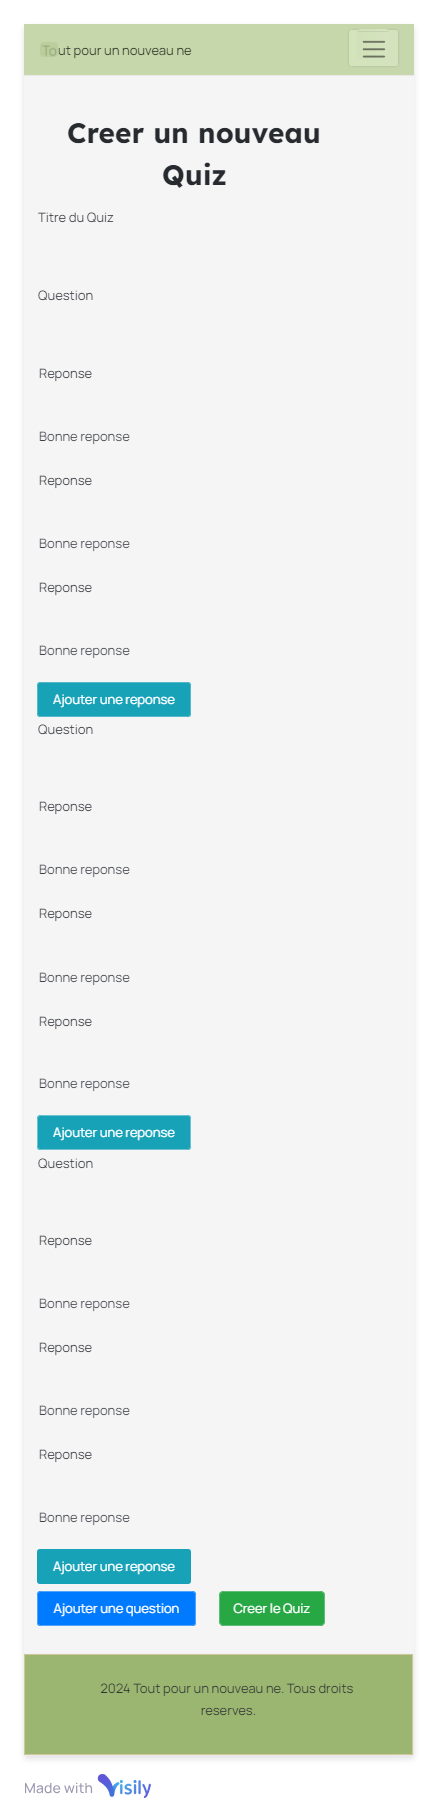 Tout pour un nouveau ne
Creer un nouveau
Quiz
Titre du Quiz
Question
Reponse
Bonne reponse
Reponse
Bonne reponse
Reponse
Bonne reponse
Ajouter une reponse
Question
Reponse
Bonne reponse
Reponse
Bonne reponse
Reponse
Bonne reponse
Ajouter une reponse
Question
Reponse
Bonne reponse
Reponse
Bonne reponse
Reponse
Bonne reponse
Ajouter une reponse
Ajouter une question Creer le Quiz
2024 Tout pour un nouveau ne. Tous droits
reserves.
Made with Visily